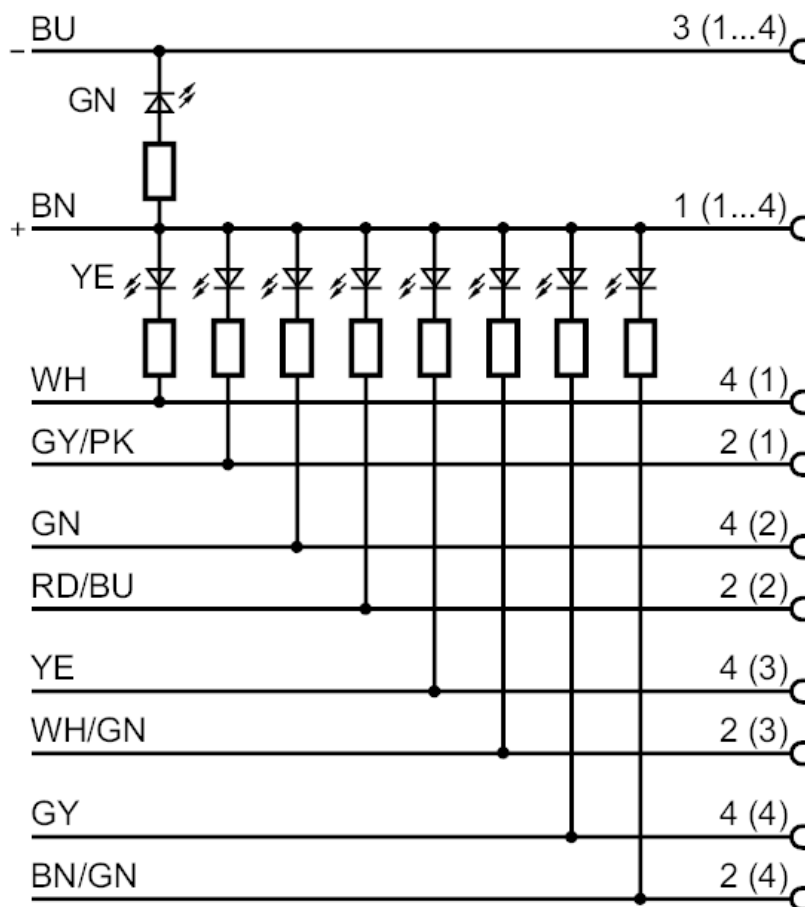 BU 3 (1...4)
−
GN
BN 1 (1...4)
+
YE
WH 4 (1)
GY/PK 2 (1)
GN 4 (2)
RD/BU 2 (2)
YE 4 (3)
WH/GN 2 (3)
GY 4 (4)
BN/GN 2 (4)